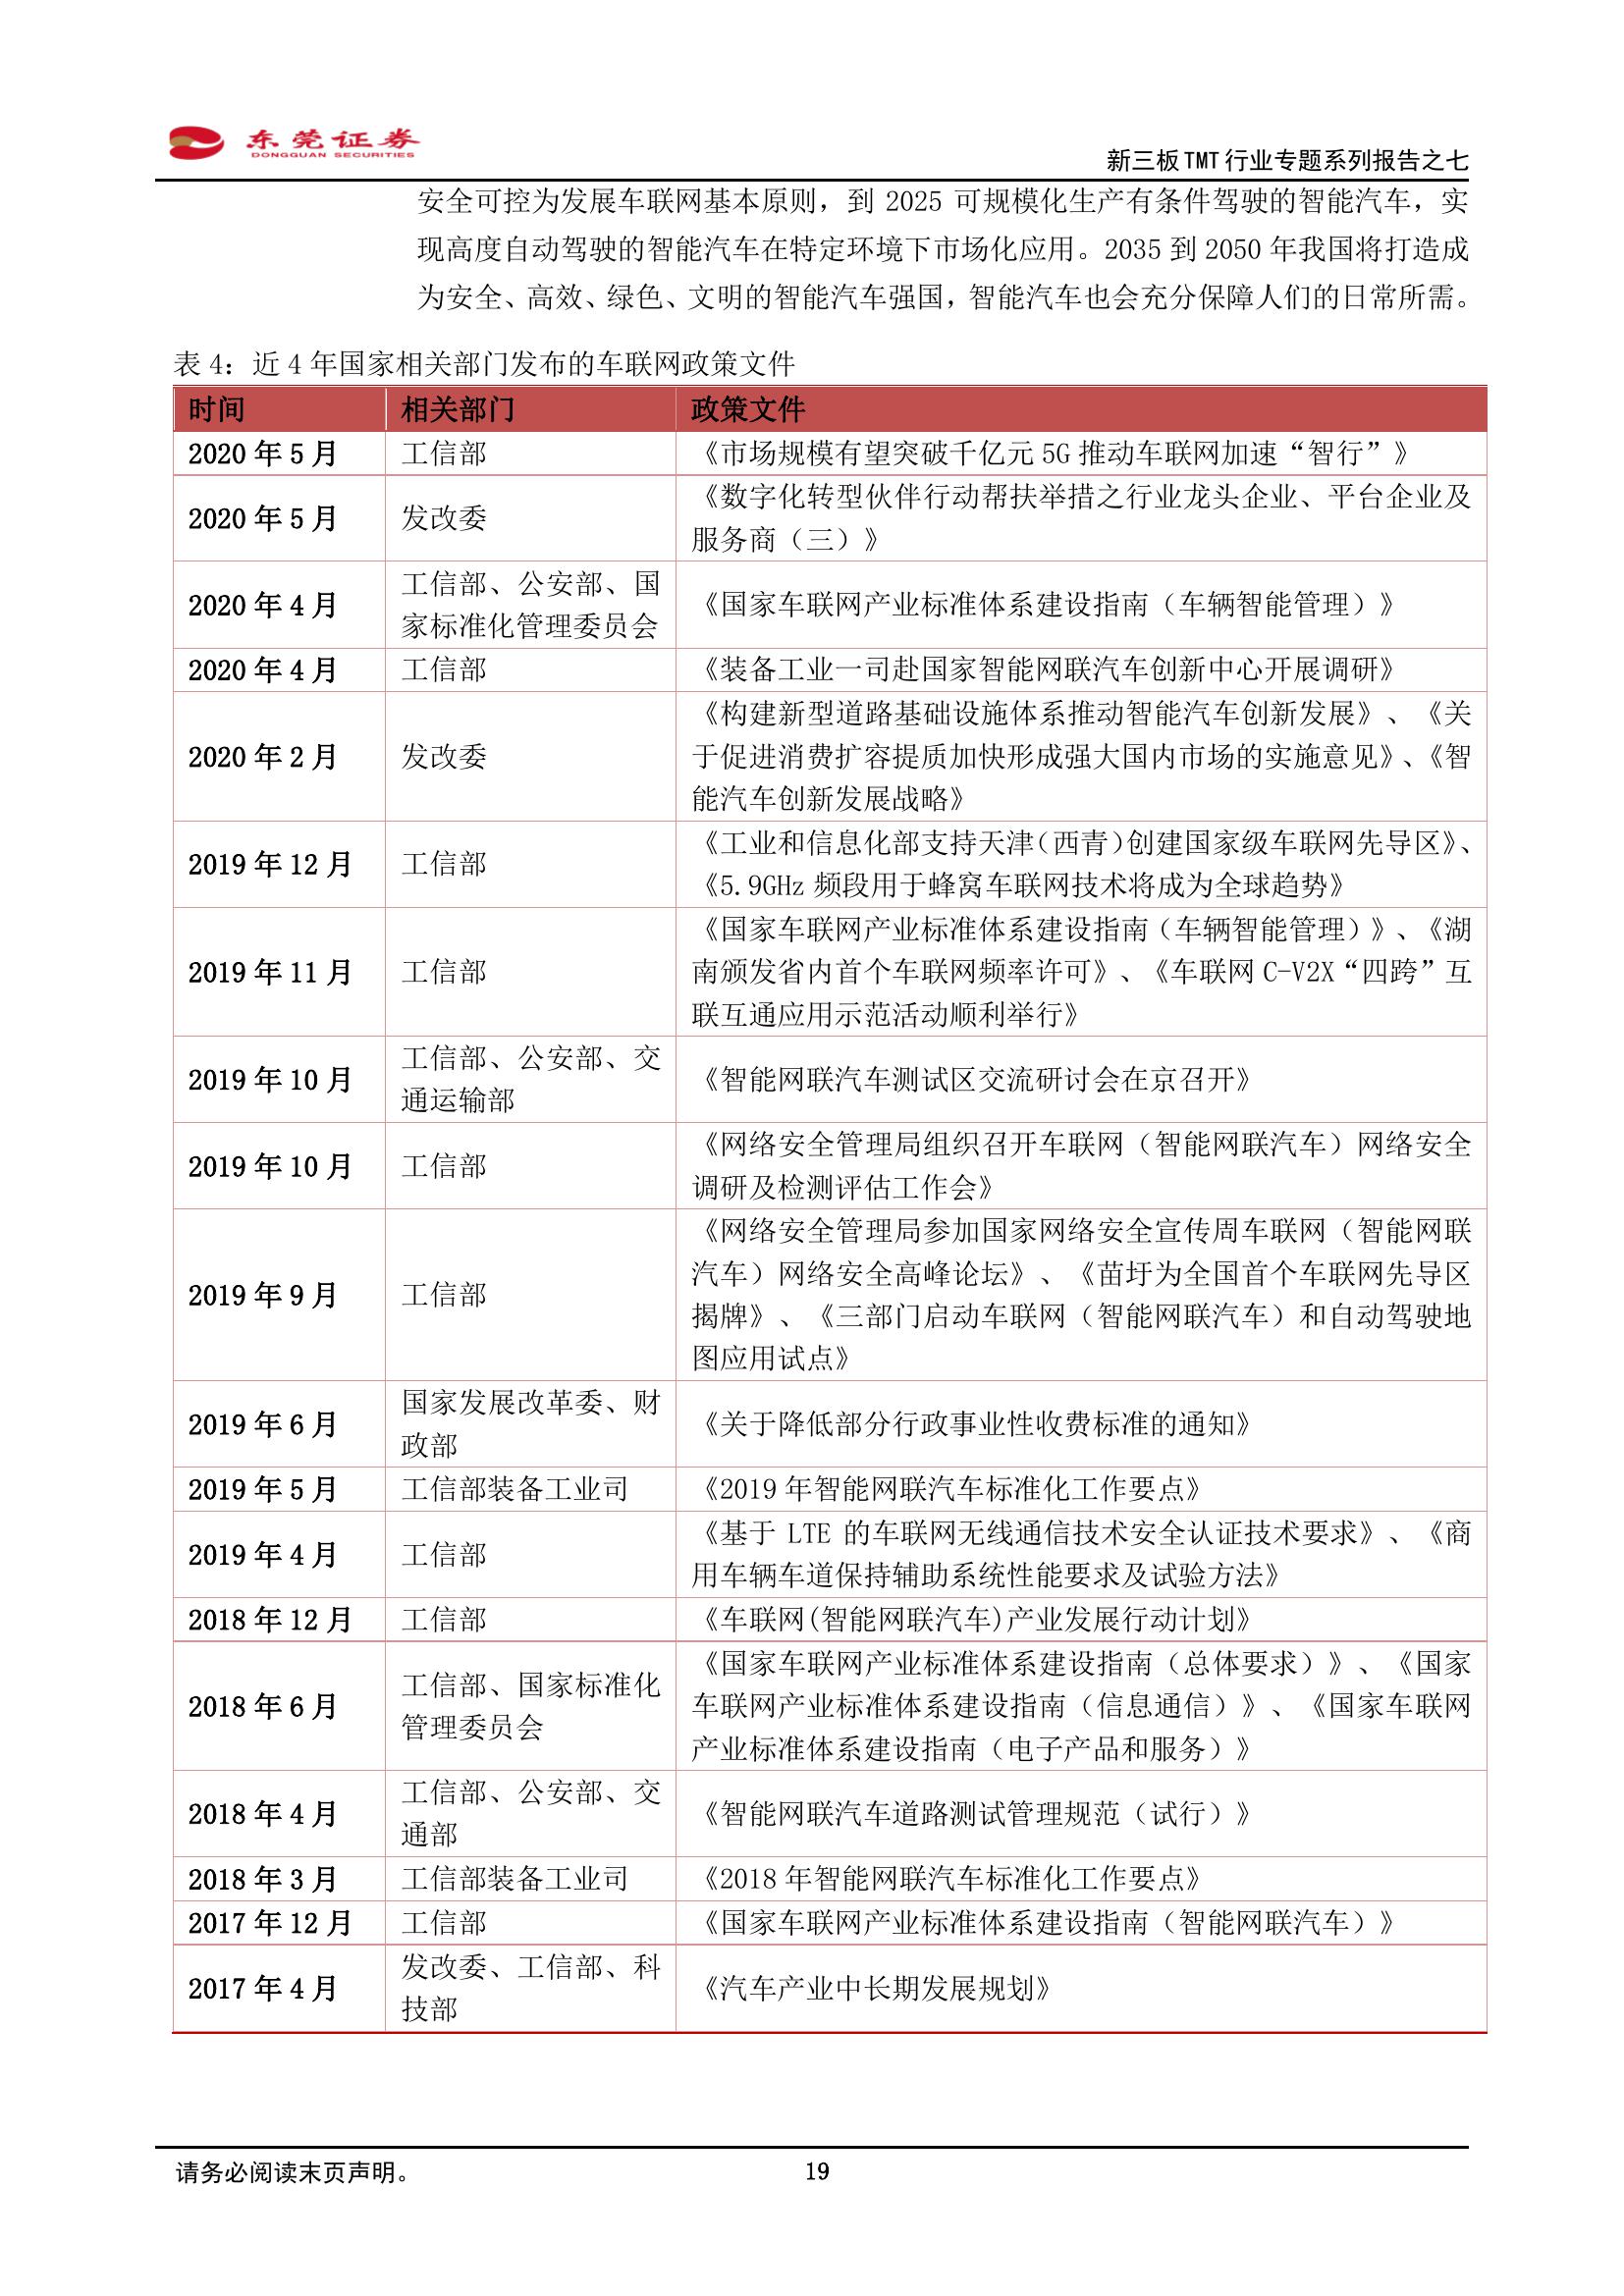 东莞证券
DONGGUAN SECURITIES
新三板 TMT 行业专题系列报告之七
安全可控为发展车联网基本原则，到 2025 可规模化生产有条件驾驶的智能汽车，实
现高度自动驾驶的智能汽车在特定环境下市场化应用。2035 到 2050 年我国将打造成
为安全、高效、绿色、文明的智能汽车强国，智能汽车也会充分保障人们的日常所需。
表 4：近 4 年国家相关部门发布的车联网政策文件
时间 相关部门 政策文件
2020 年 5 月 工信部 《市场规模有望突破千亿元 5G 推动车联网加速“智行”》
2020 年 5 月 发改委 《数字化转型伙伴行动帮扶举措之行业龙头企业、平台企业及
服务商（三）》
2020 年 4 月 工信部、公安部、国
家标准化管理委员会 《国家车联网产业标准体系建设指南（车辆智能管理）》
2020 年 4 月 工信部 《装备工业一司赴国家智能网联汽车创新中心开展调研》
2020 年 2 月 发改委 《构建新型道路基础设施体系推动智能汽车创新发展》、《关
于促进消费扩容提质加快形成强大国内市场的实施意见》、《智
能汽车创新发展战略》
2019 年 12 月 工信部 《工业和信息化部支持天津（西青）创建国家级车联网先导区》、
《5.9GHz 频段用于蜂窝车联网技术将成为全球趋势》
2019 年 11 月 工信部 《国家车联网产业标准体系建设指南（车辆智能管理）》、《湖
南颁发省内首个车联网频率许可》、《车联网 C-V2X“四跨”互
联互通应用示范活动顺利举行》
2019 年 10 月 工信部、公安部、交
通运输部 《智能网联汽车测试区交流研讨会在京召开》
2019 年 10 月 工信部 《网络安全管理局组织召开车联网（智能网联汽车）网络安全
调研及检测评估工作会》
2019 年 9 月 工信部 《网络安全管理局参加国家网络安全宣传周车联网（智能网联
汽车）网络安全高峰论坛》、《苗圩为全国首个车联网先导区
揭牌》、《三部门启动车联网（智能网联汽车）和自动驾驶地
图应用试点》
2019 年 6 月 国家发展改革委、财
政部 《关于降低部分行政事业性收费标准的通知》
2019 年 5 月 工信部装备工业司 《2019 年智能网联汽车标准化工作要点》
2019 年 4 月 工信部 《基于 LTE 的车联网无线通信技术安全认证技术要求》、《商
用车辆车道保持辅助系统性能要求及试验方法》
2018 年 12 月 工信部 《车联网(智能网联汽车)产业发展行动计划》
2018 年 6 月 工信部、国家标准化
管理委员会 《国家车联网产业标准体系建设指南（总体要求）》、《国家
车联网产业标准体系建设指南（信息通信）》、《国家车联网
产业标准体系建设指南（电子产品和服务）》
2018 年 4 月 工信部、公安部、交
通部 《智能网联汽车道路测试管理规范（试行）》
2018 年 3 月 工信部装备工业司 《2018 年智能网联汽车标准化工作要点》
2017 年 12 月 工信部 《国家车联网产业标准体系建设指南（智能网联汽车）》
2017 年 4 月 发改委、工信部、科
技部 《汽车产业中长期发展规划》
请务必阅读末页声明。
19